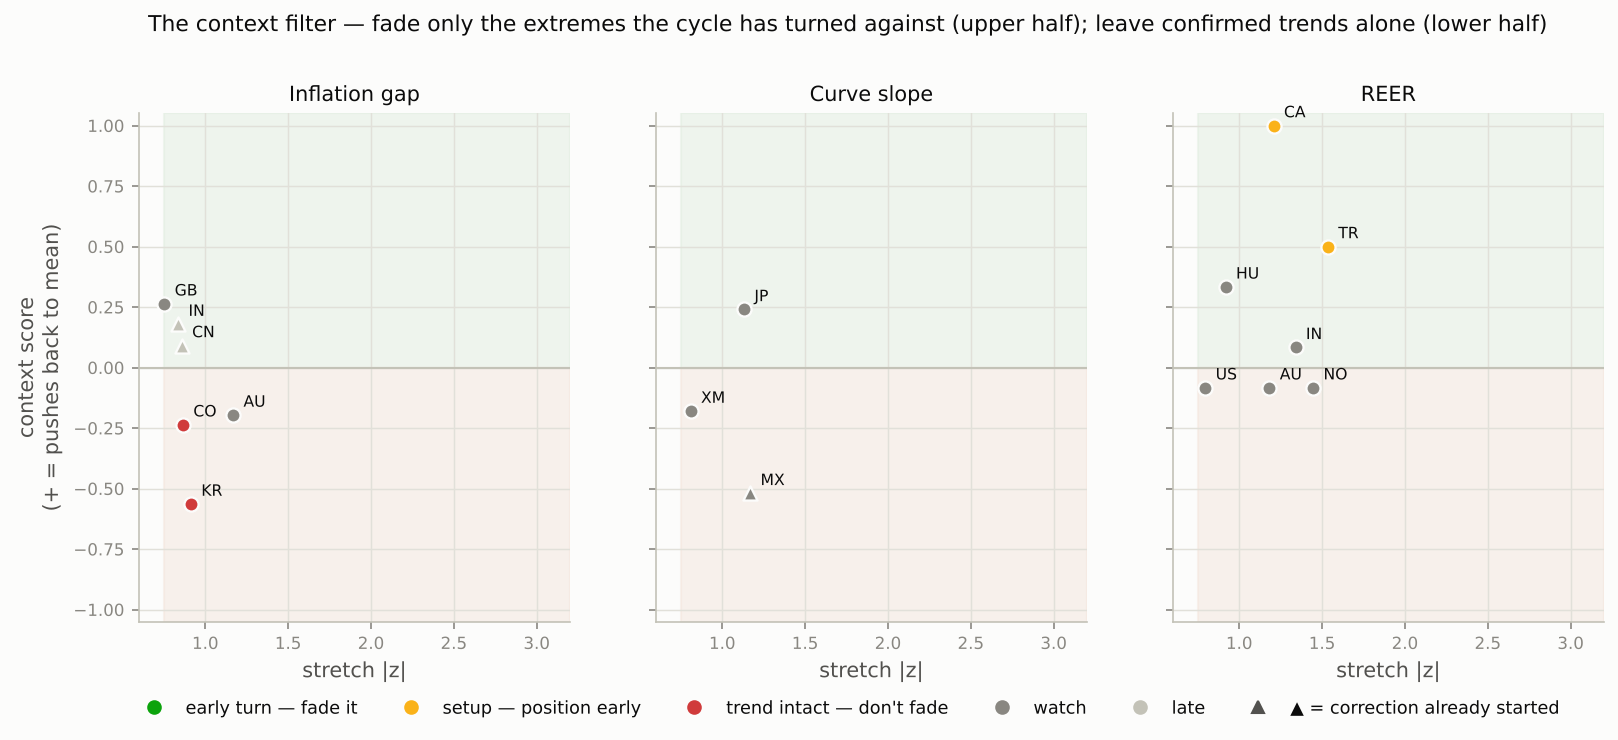 The context filter — fade only the extremes the cycle has turned against (upper half); leave confirmed trends alone (lower half)
Inflation gap
Curve slope
REER
context score
(+ = pushes back to mean)
1.00
0.75
0.50
0.25
0.00
−0.25
−0.50
−0.75
−1.00
GB
IN
CN
CO
AU
KR
JP
XM
MX
CA
TR
HU
IN
US
AU
NO
1.0 1.5 2.0 2.5 3.0
1.0 1.5 2.0 2.5 3.0
1.0 1.5 2.0 2.5 3.0
stretch |z|
stretch |z|
stretch |z|
early turn — fade it
setup — position early
trend intact — don't fade
watch
late
▲ = correction already started